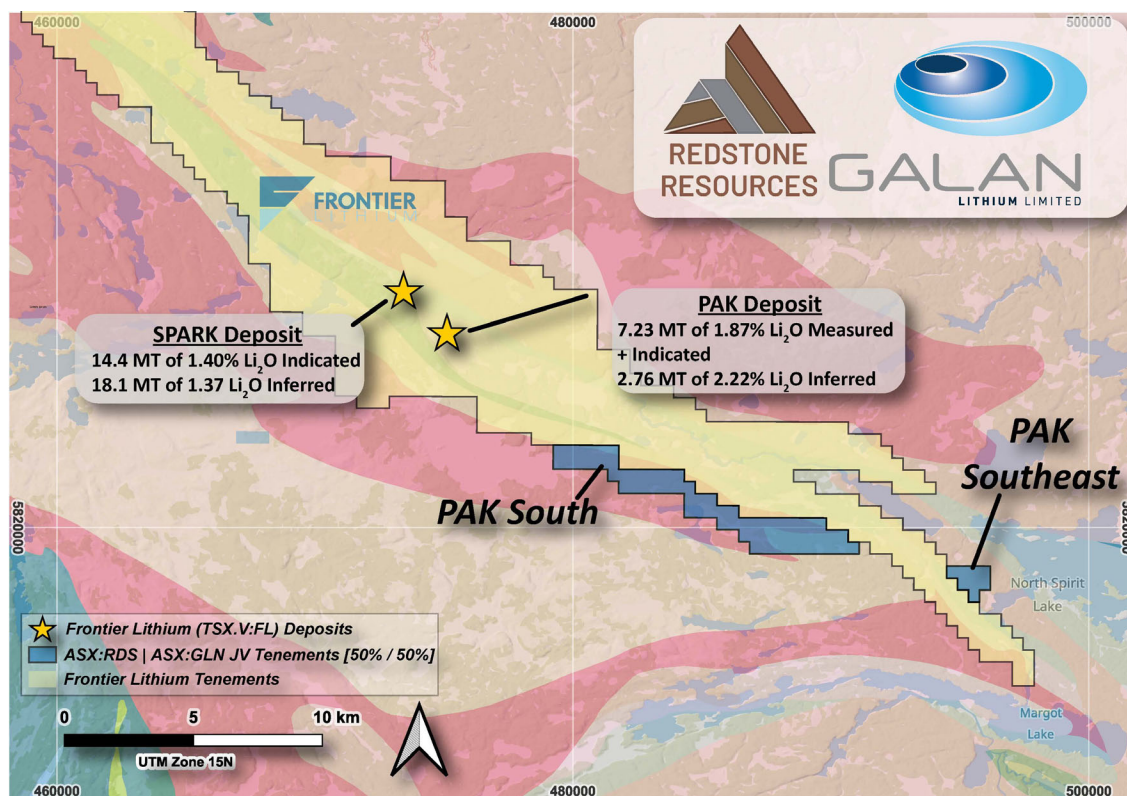 460000
480000
500000
REDSTONE
RESOURCES
GALAN
LITHIUM LIMITED
FRONTIER
LITHIUM
SPARK Deposit
14.4 MT of 1.40% Li₂O Indicated
18.1 MT of 1.37 Li₂O Inferred
PAK Deposit
7.23 MT of 1.87% Li₂O Measured
+ Indicated
2.76 MT of 2.22% Li₂O Inferred
PAK
Southeast
PAK South
5820000
5820000
North Spirit
Lake
Frontier Lithium (TSX.V:FL) Deposits
ASX:RDS | ASX:GLN JV Tenements [50% / 50%]
Frontier Lithium Tenements
0 5 10 km
UTM Zone 15N
Margot
Lake
460000
480000
500000